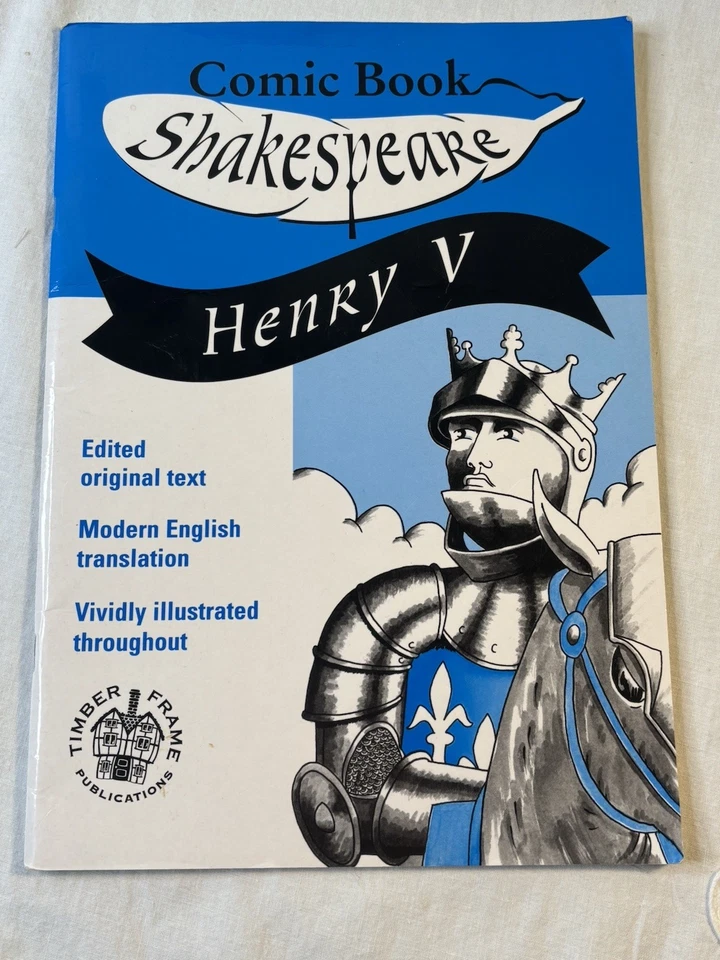 Comic Book
Shakespeare
Henry V
Edited
original text
Modern English
translation
Vividly illustrated
throughout
TIMBER FRAME
PUBLICATIONS